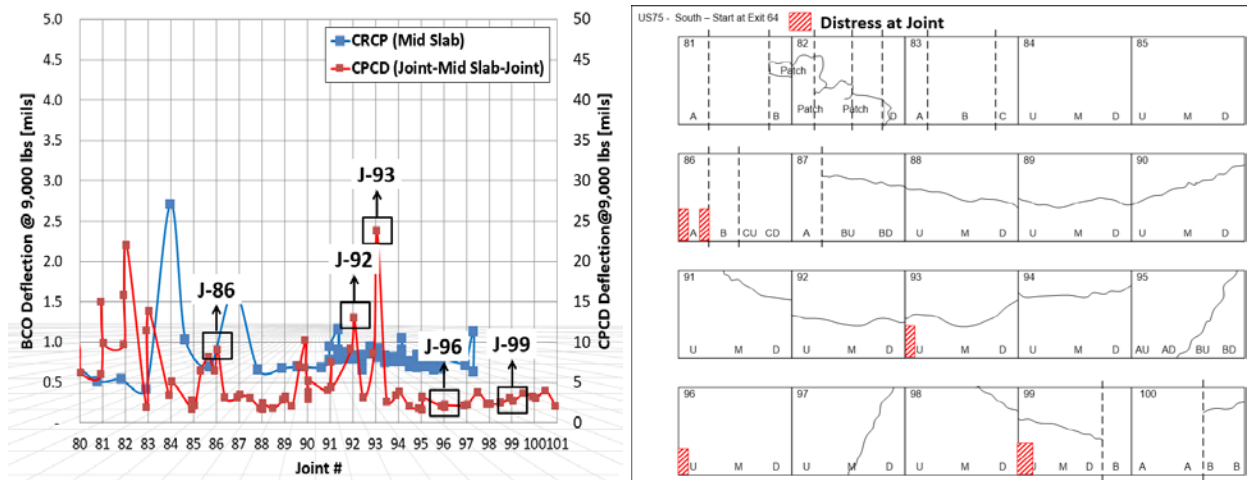 5.0
4.5
4.0
3.5
3.0
2.5
2.0
1.5
1.0
0.5
-
BCO Deflection @ 9,000 lbs [mils]
CRCP (Mid Slab)
CPCD (Joint-Mid Slab-Joint)
J-86
J-92
J-93
J-96
J-99
50
45
40
35
30
25
20
15
10
5
0
CPCD Deflection@9,000 lbs [mils]
80 81 82 83 84 85 86 87 88 89 90 91 92 93 94 95 96 97 98 99 100 101
Joint #
US75 - South – Start at Exit 64
Distress at Joint
81 82 83 84 85
Patch
Patch Patch
A B D A B C U M D U M D
86 87 88 89 90
A B CU CD A BU BD U M D U M D U M D
91 92 93 94 95
U M D U M D U M D U M D AU AD BU BD
96 97 98 99 100
U M D U M D U M D U M D B A A B B